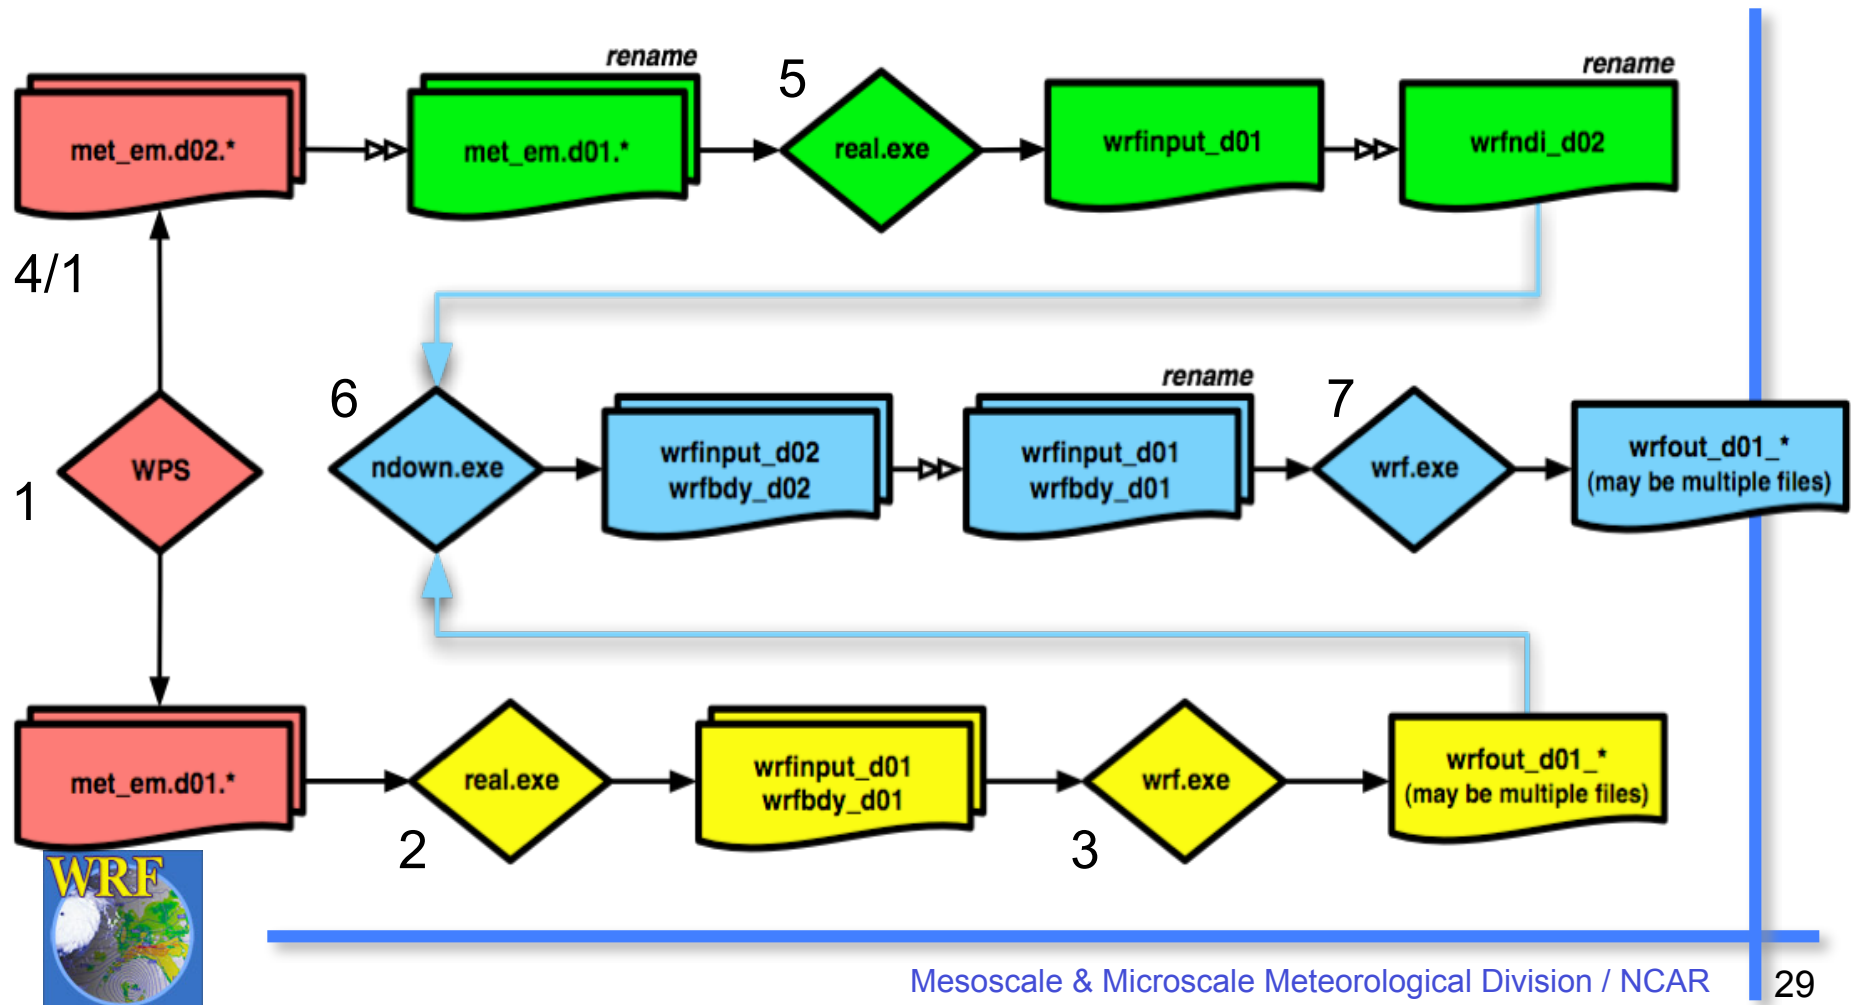 rename
5
rename
met_em.d02.*
met_em.d01.*
real.exe
wrfinput_d01
wrfndi_d02
4/1
rename
6
7
1
WPS
ndown.exe
wrfinput_d02
wrfbdy_d02
wrfinput_d01
wrfbdy_d01
wrf.exe
wrfout_d01_*
(may be multiple files)
met_em.d01.*
real.exe
wrfinput_d01
wrfbdy_d01
wrf.exe
wrfout_d01_*
(may be multiple files)
2
3
WRF
Mesoscale & Microscale Meteorological Division / NCAR
29